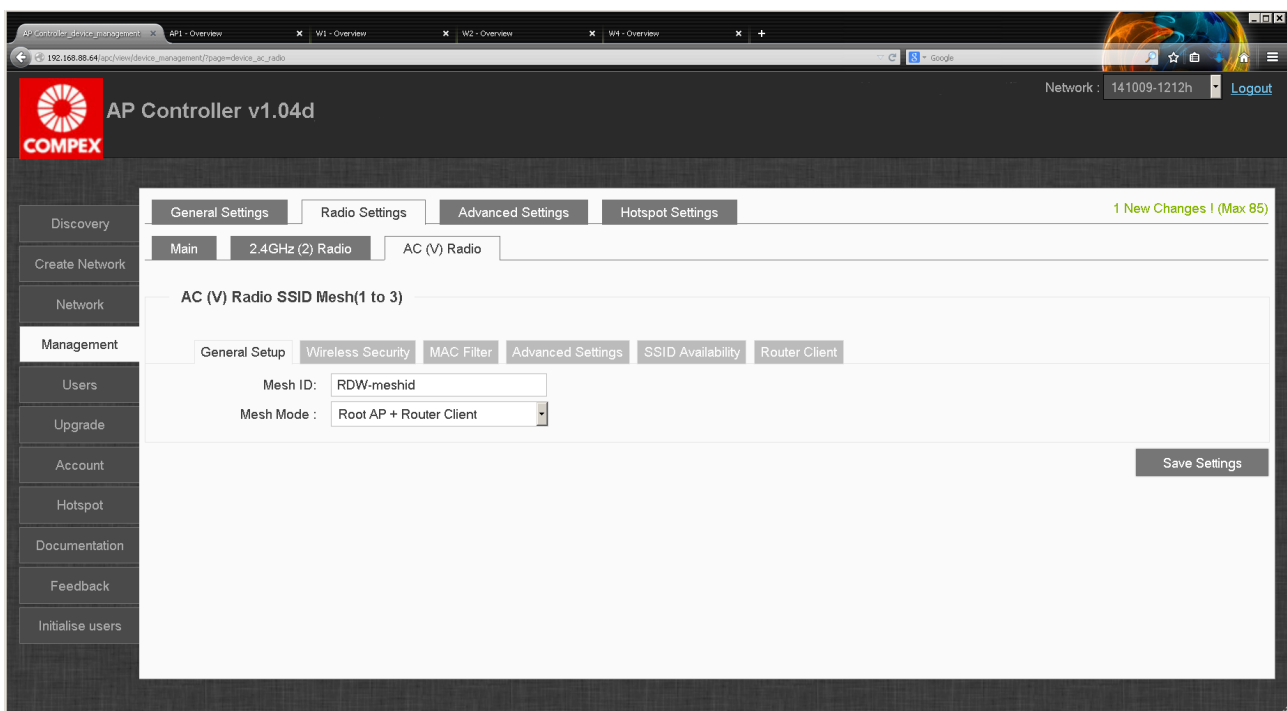 AP Controller_device_management × AP1 - Overview × W1 - Overview × W2 - Overview × W4 - Overview × +
192.168.88.64/apc/view/device_management/?page=device_ac_radio
8 Google
Network : 141009-1212h Logout
AP Controller v1.04d
COMPEX
General Settings Radio Settings Advanced Settings Hotspot Settings
1 New Changes ! (Max 85)
Main 2.4GHz (2) Radio AC (V) Radio
Discovery
Create Network
Network
Management
Users
Upgrade
Account
Hotspot
Documentation
Feedback
Initialise users
AC (V) Radio SSID Mesh(1 to 3)
General Setup Wireless Security MAC Filter Advanced Settings SSID Availability Router Client
Mesh ID: RDW-meshid
Mesh Mode : Root AP + Router Client
Save Settings